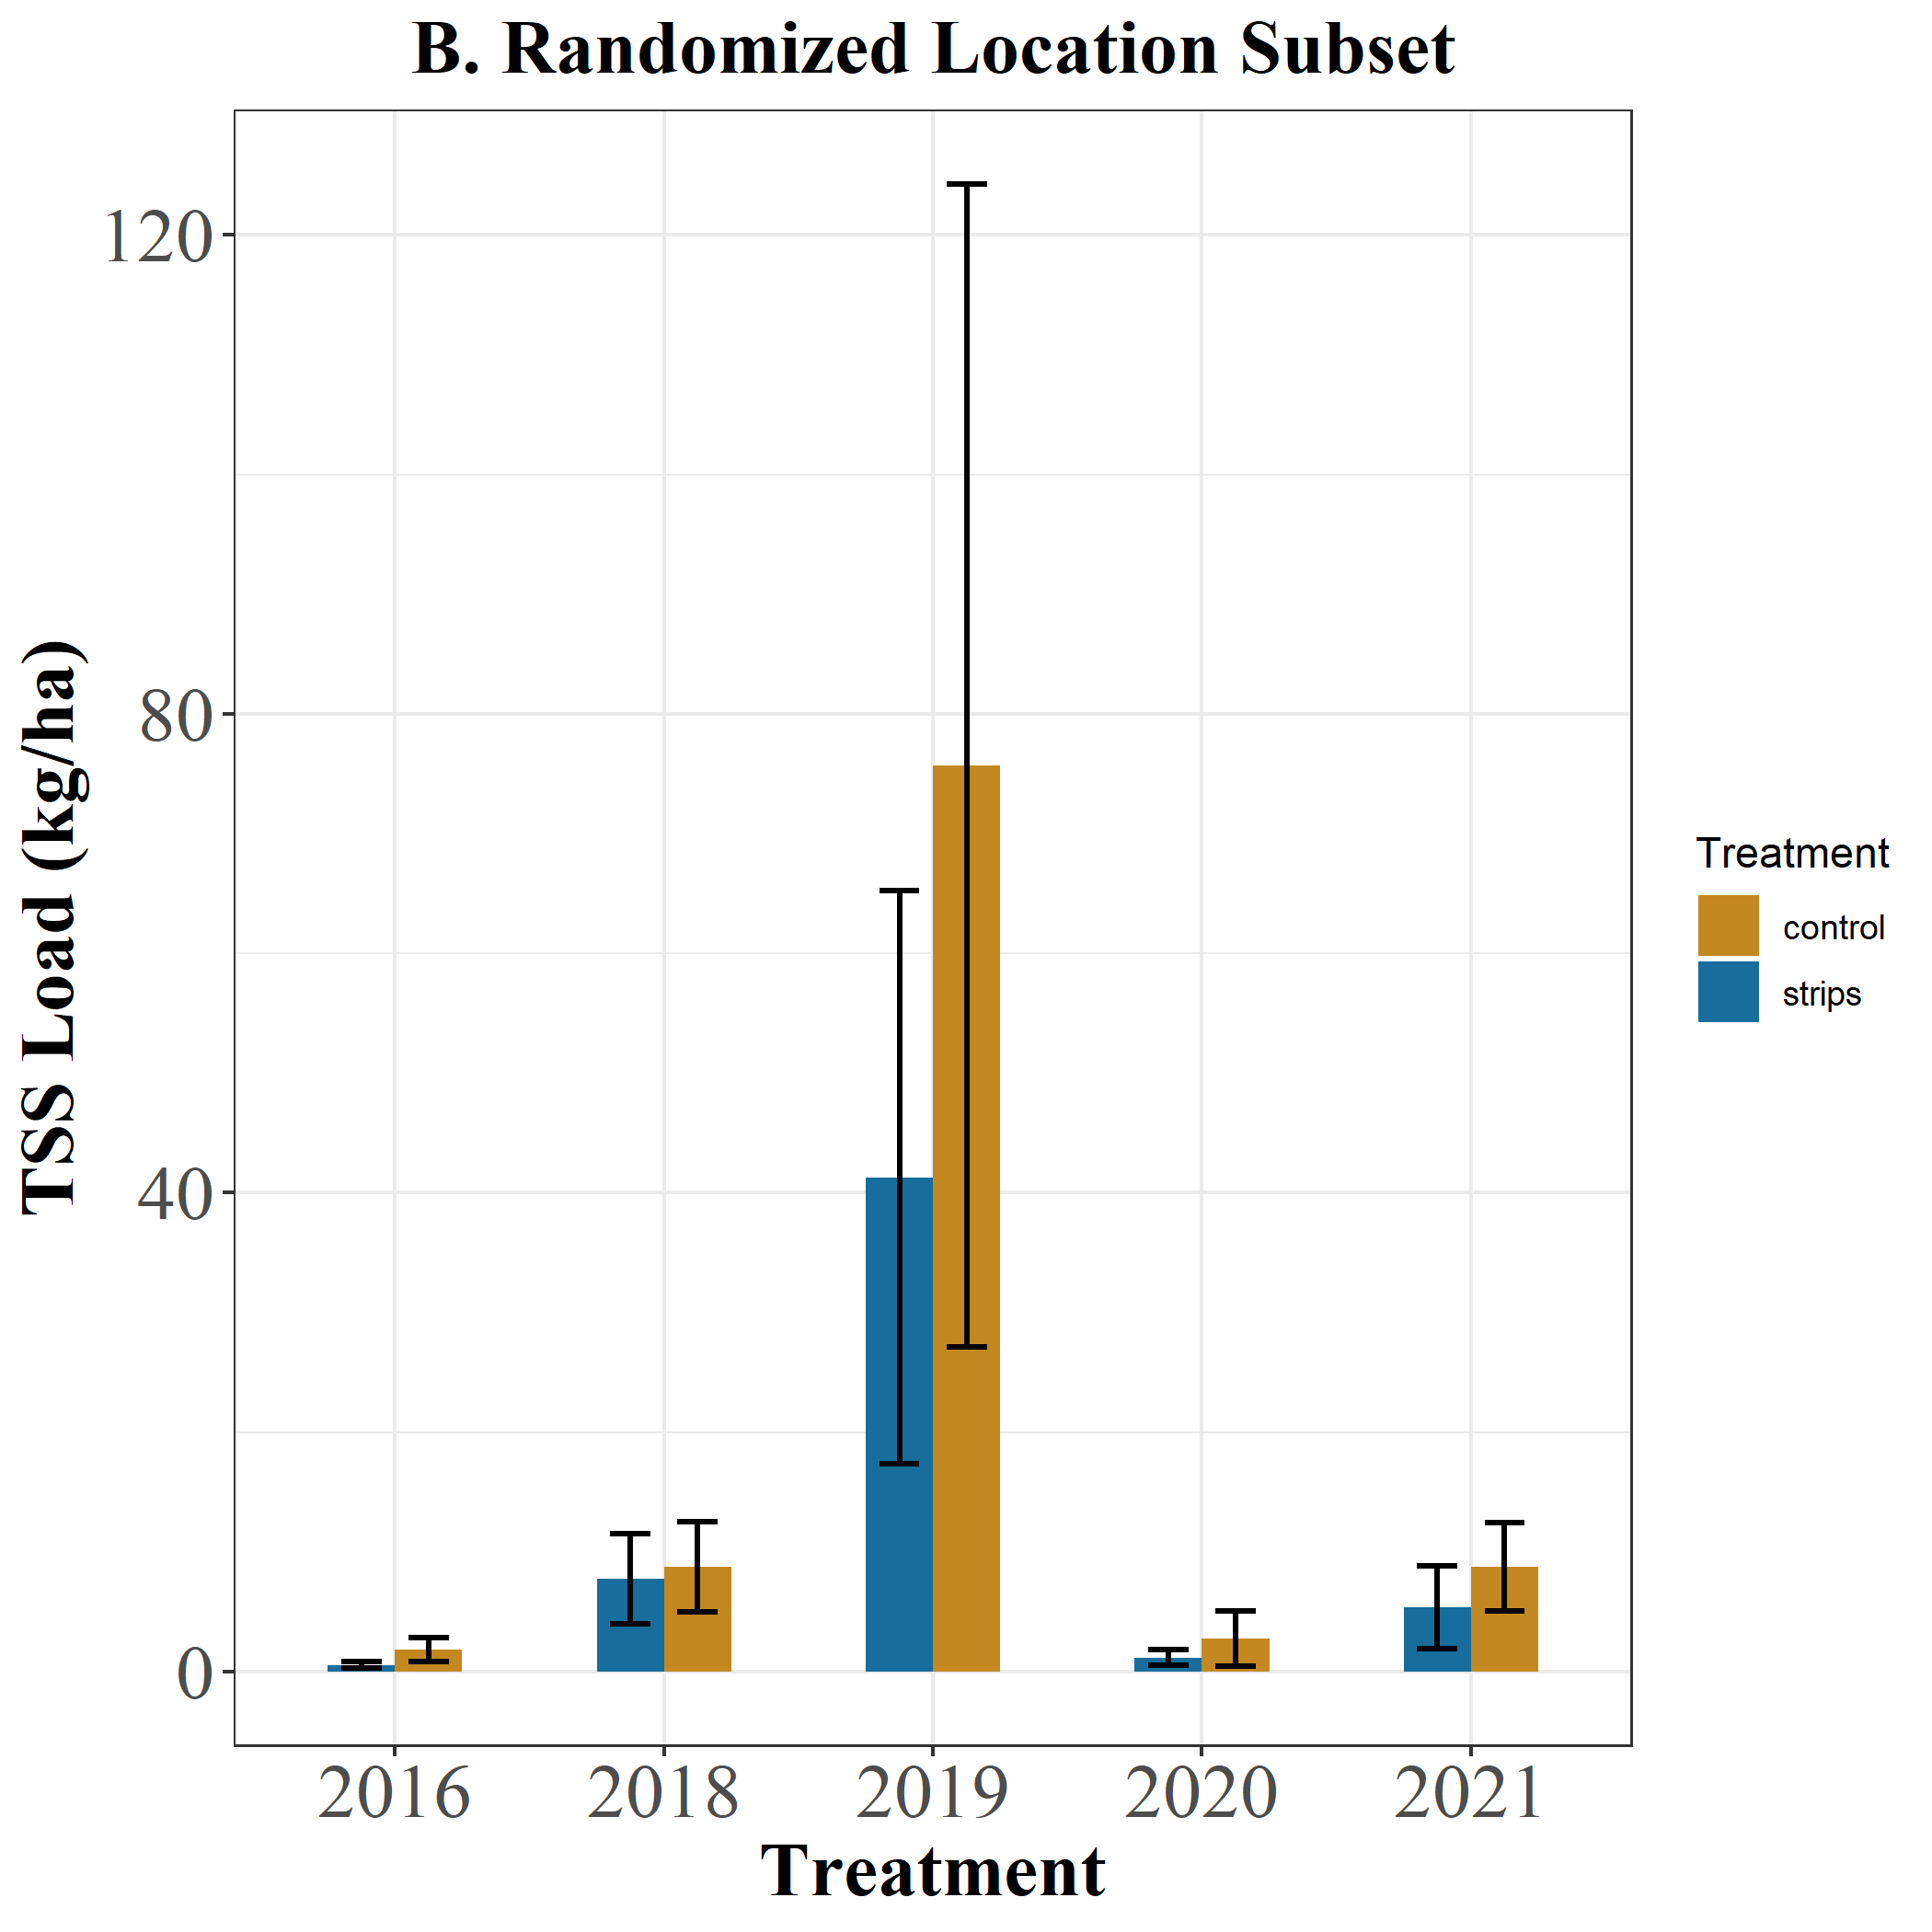 B. Randomized Location Subset
TSS Load (kg/ha)
120
80
40
0
2016 2018 2019 2020 2021
Treatment
Treatment
control
strips